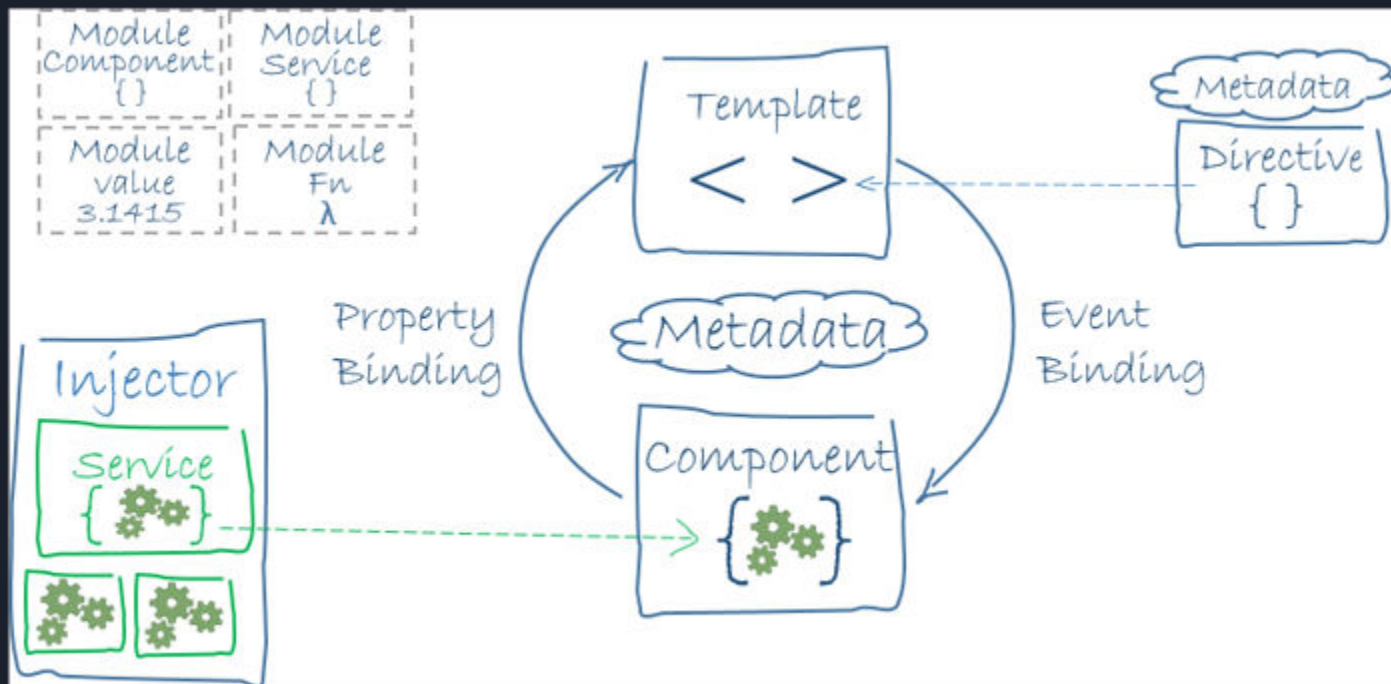 Module
Component
{ }
Module
Service
{ }
Module
value
3.1415
Module
Fn
λ
Template
< >
Metadata
Directive
{ }
Property
Binding
Metadata
Event
Binding
Injector
Service
{ }
Component
{ }